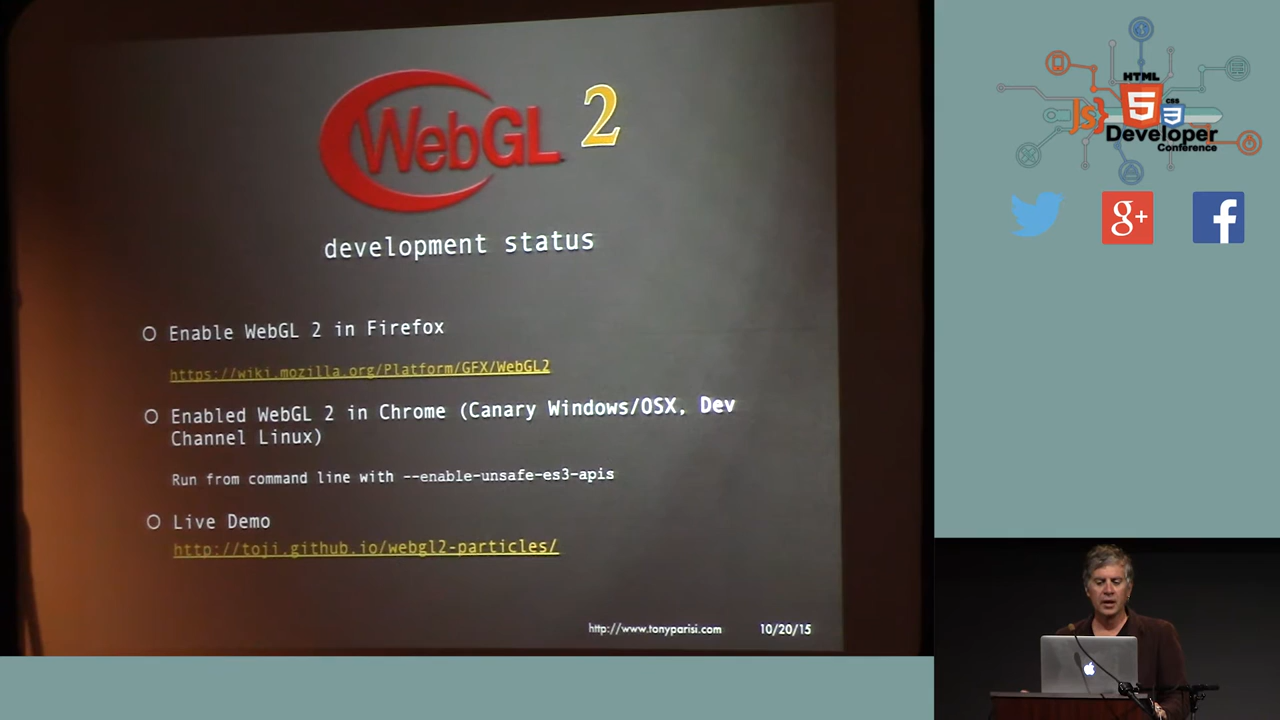 WebGL 2
development status
Enable WebGL 2 in Firefox
https://wiki.mozilla.org/Platform/GFX/WebGL2
Enabled WebGL 2 in Chrome (Canary Windows/OSX, Dev
Channel Linux)
Run from command line with --enable-unsafe-es3-apis
Live Demo
http://toji.github.io/webgl2-particles/
http://www.tonyparisi.com 10/20/15
HTML
5
CSS
3
JS}
Developer
Conference
g+
f